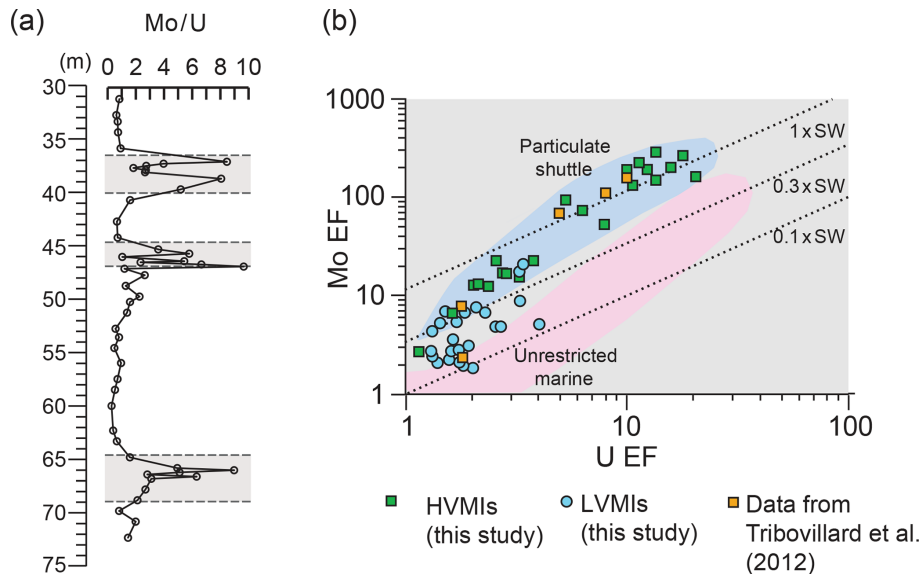 (a)
Mo/U
(m)
0 2 4 6 8 10
30
35
40
45
50
55
60
65
70
75
(b)
1000
100
10
1
Mo EF
Particulate
shuttle
1 x SW
0.3 x SW
0.1 x SW
Unrestricted
marine
1 10 100
U EF
HVMIs
(this study)
LVMIs
(this study)
Data from
Tribovillard et al.
(2012)